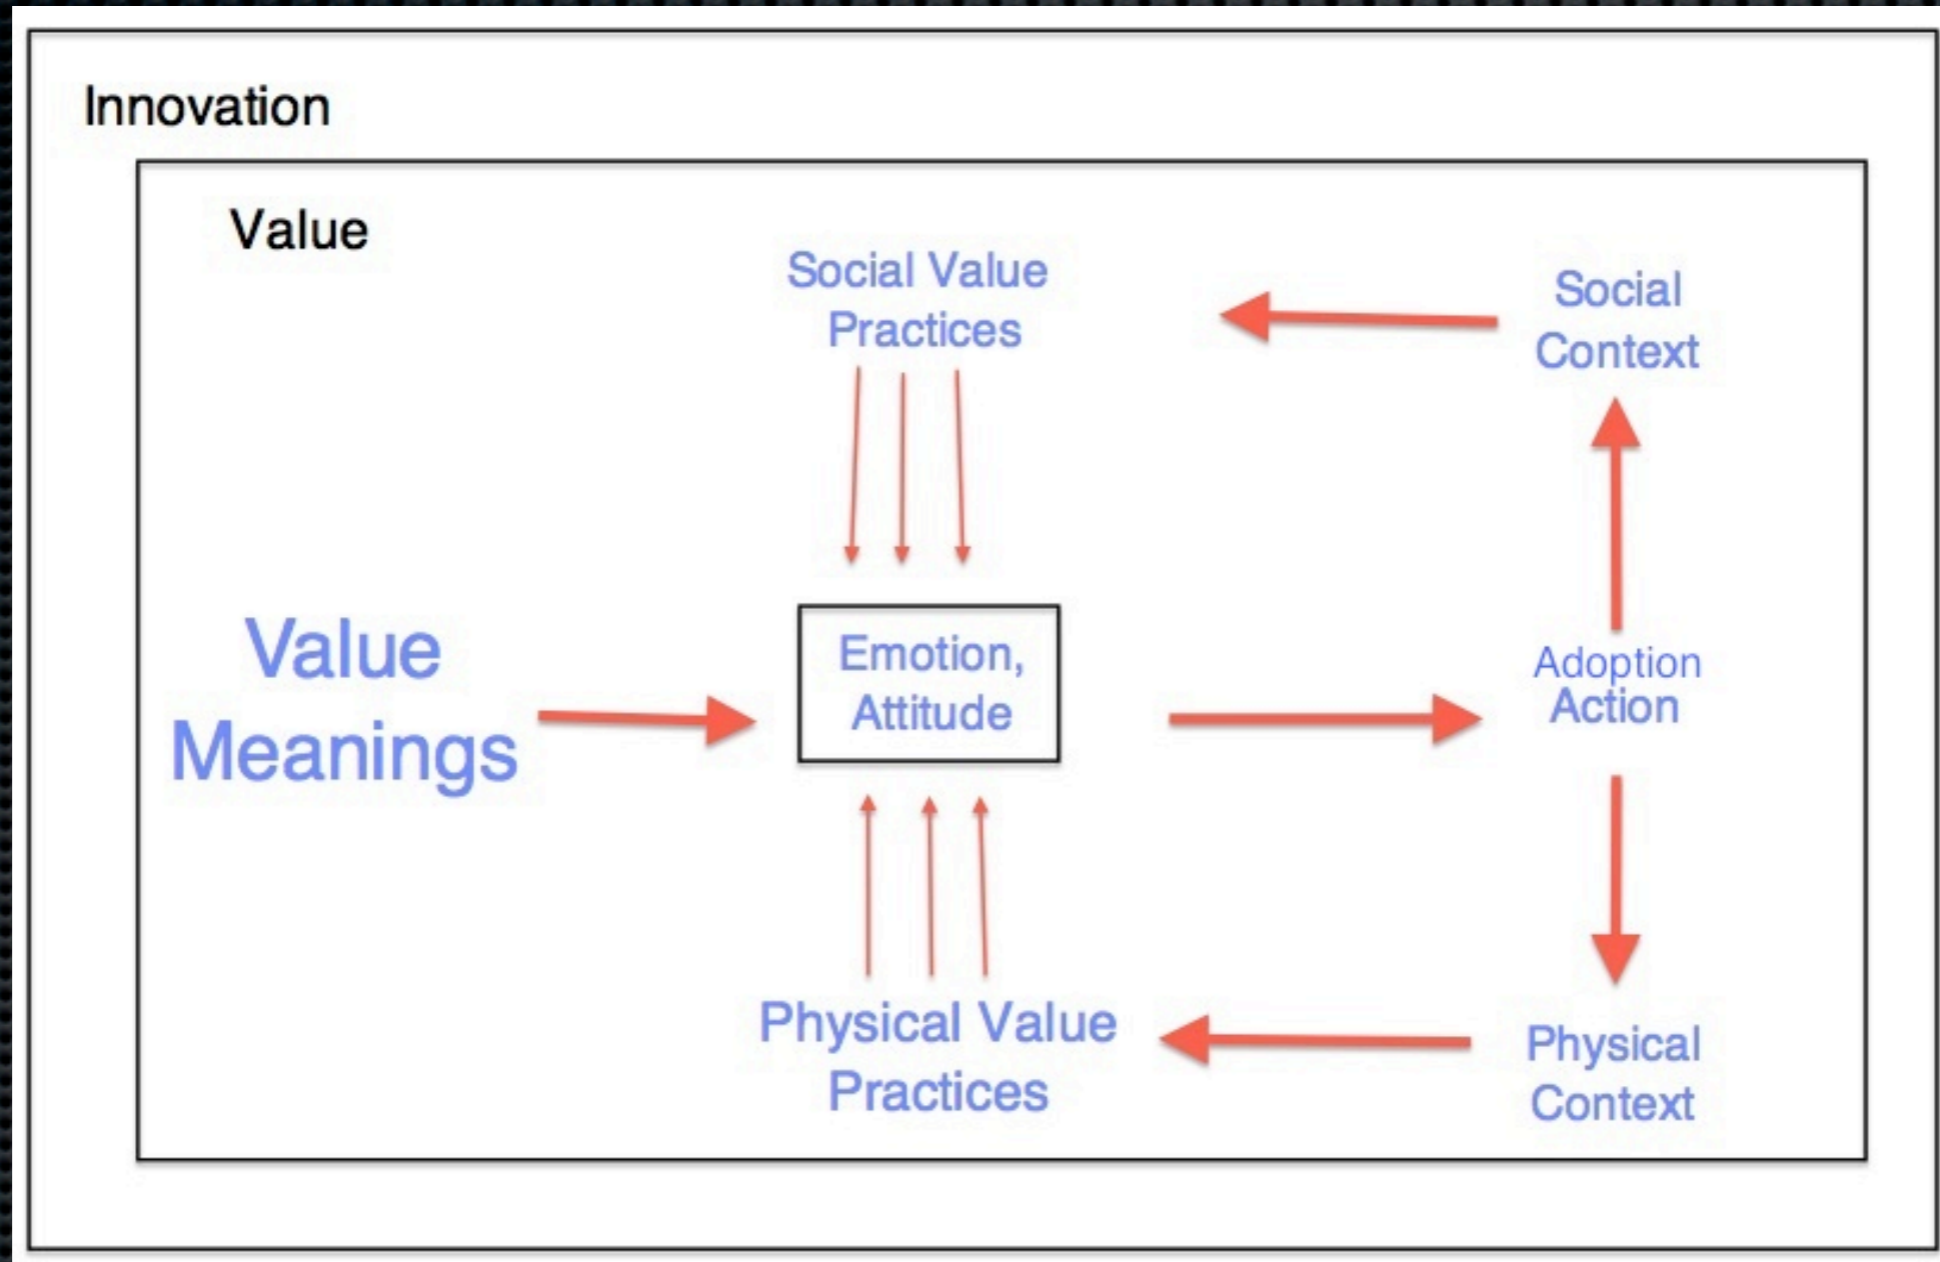 Innovation
Value
Social Value
Practices
Social
Context
Value
Meanings
Emotion,
Attitude
Adoption
Action
Physical Value
Practices
Physical
Context